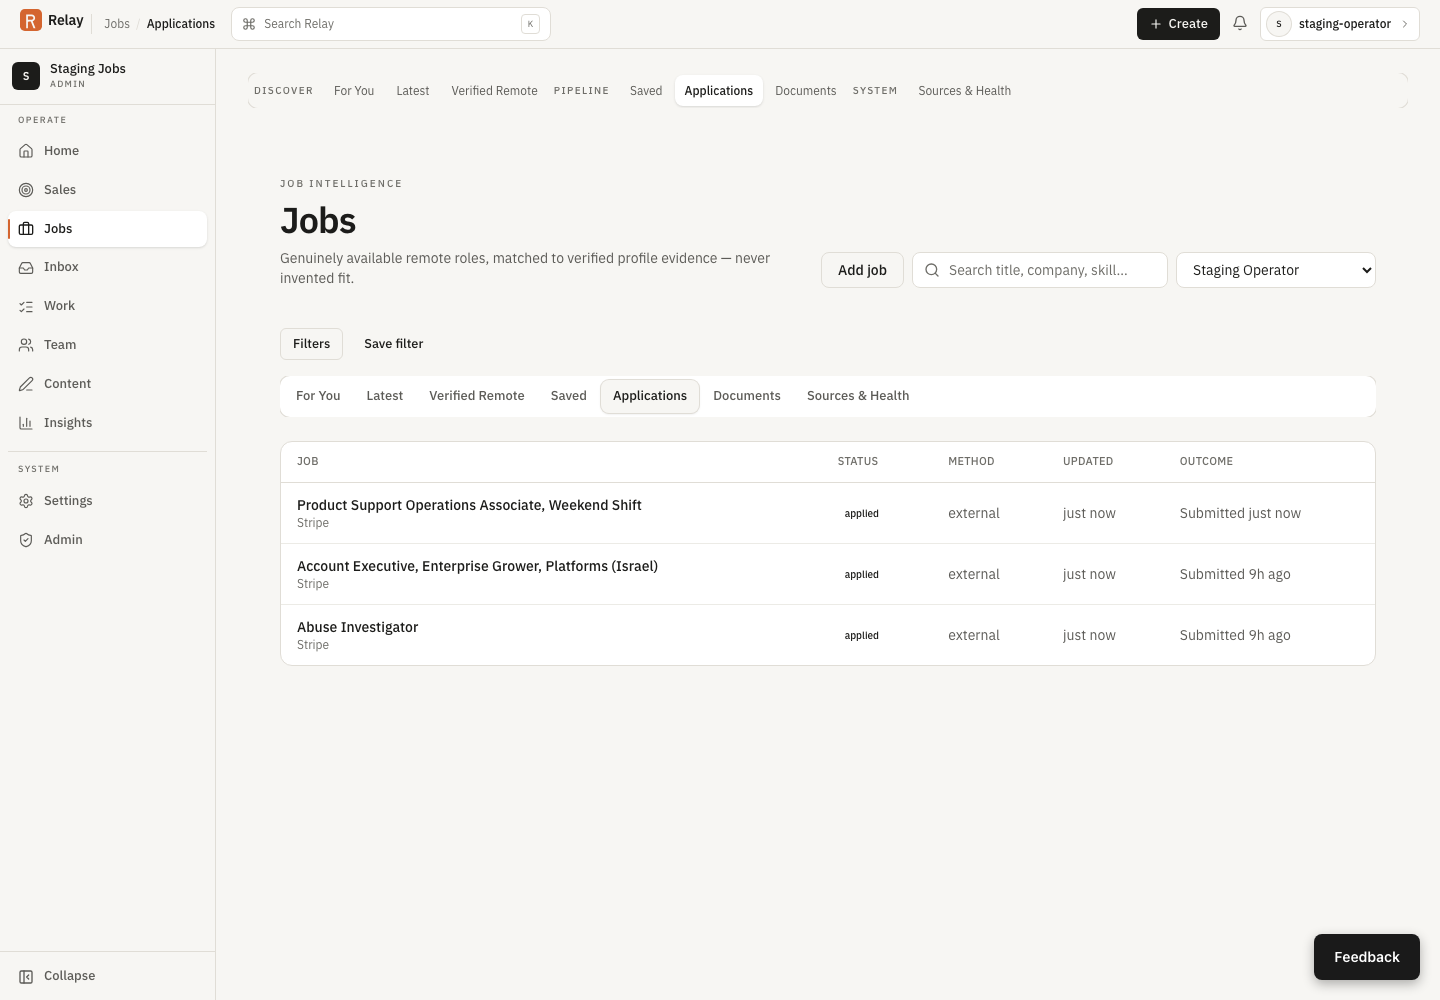 Relay
Jobs / Applications
Search Relay
K
Create
S
staging-operator
S
Staging Jobs
ADMIN
OPERATE
Home
Sales
Jobs
Inbox
Work
Team
Content
Insights
SYSTEM
Settings
Admin
Collapse
DISCOVER For You Latest Verified Remote PIPELINE Saved Applications Documents SYSTEM Sources & Health
JOB INTELLIGENCE
Jobs
Genuinely available remote roles, matched to verified profile evidence — never
invented fit.
Add job
Search title, company, skill...
Staging Operator
Filters Save filter
For You Latest Verified Remote Saved Applications Documents Sources & Health
JOB STATUS METHOD UPDATED OUTCOME
Product Support Operations Associate, Weekend Shift
Stripe
applied external just now Submitted just now
Account Executive, Enterprise Grower, Platforms (Israel)
Stripe
applied external just now Submitted 9h ago
Abuse Investigator
Stripe
applied external just now Submitted 9h ago
Feedback